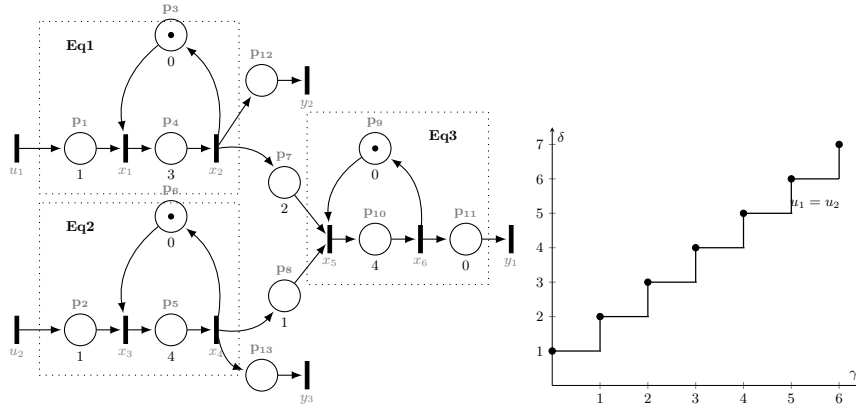 p3
Eq1
0
p12
p1
p4
y2
u1
1
x1
3
x2
p9
Eq3
0
p7
2
p10
p11
x5
4
x6
0
y1
p6
Eq2
0
p8
1
p2
p5
u2
1
x3
4
x4
p13
y3
δ
7
6
5
4
3
2
1
u1 = u2
1 2 3 4 5 6
γ